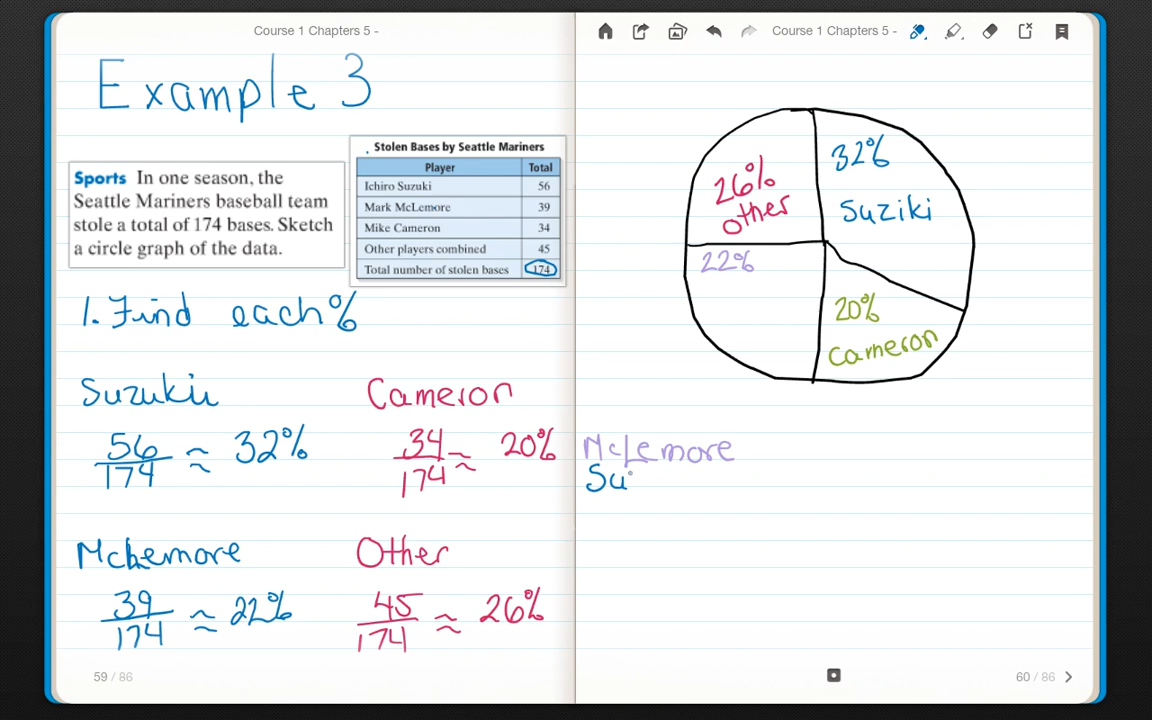 Course 1 Chapters 5 -
Example 3
Sports In one season, the
Seattle Mariners baseball team
stole a total of 174 bases. Sketch
a circle graph of the data.
Stolen Bases by Seattle Mariners
Player Total
Ichiro Suzuki 56
Mark McLemore 39
Mike Cameron 34
Other players combined 45
Total number of stolen bases 174
1. Find each %
Suzukii
56/174 ≈ 32%
Cameron
34/174 ≈ 20%
McLemore
39/174 ≈ 22%
Other
45/174 ≈ 26%
59 / 86
Course 1 Chapters 5 -
32%
Suziki
26%
other
22%
20%
Cameron
McLemore
Su
60 / 86